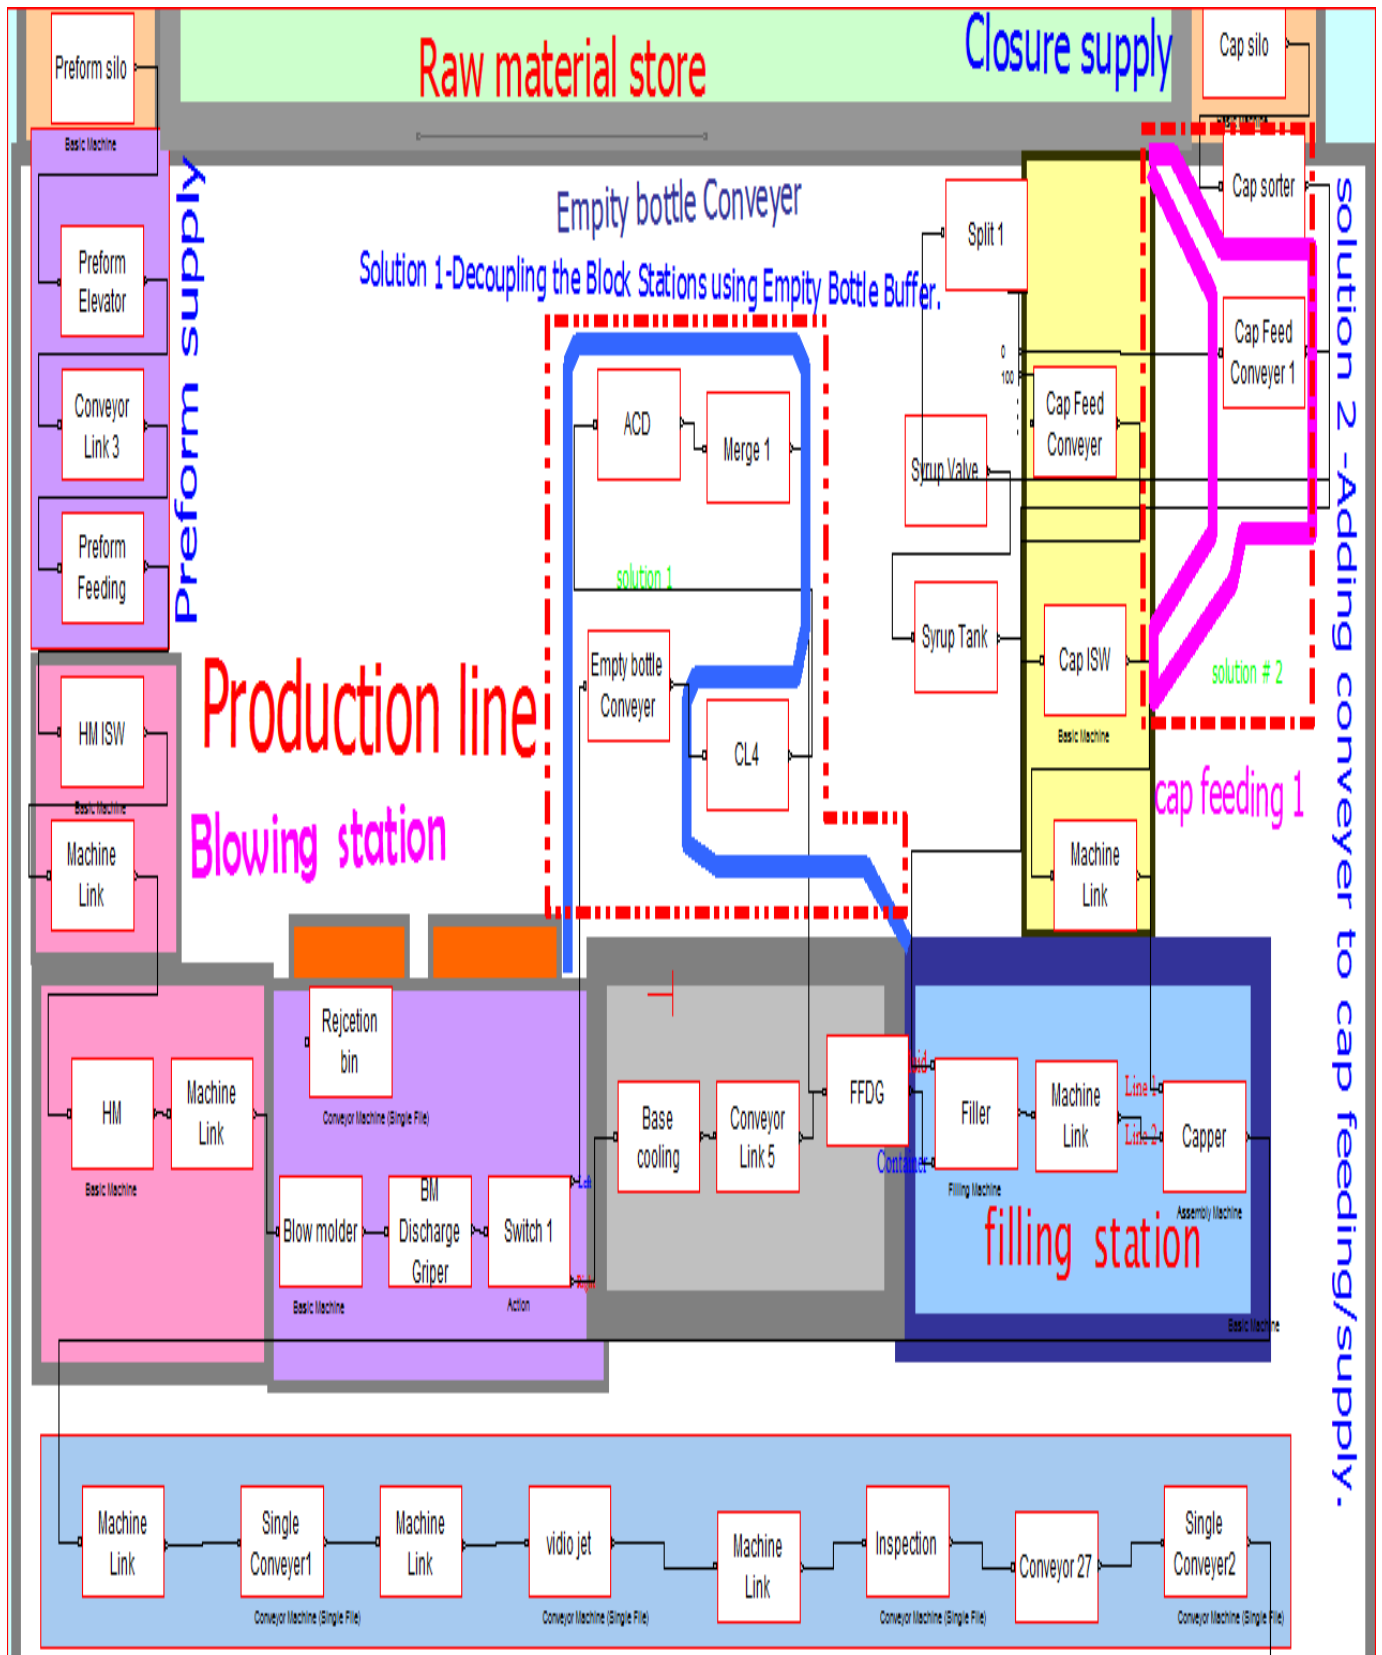 Preform silo
Raw material store
Closure supply
Cap silo
Basic Machine
Preform supply
Cap sorter
Empity bottle Conveyer
Split 1
Solution 1-Decoupling the Block Stations using Empty Bottle Buffer.
solution 2 -Adding conveyer to cap feeding/supply.
Preform
Elevator
Cap Feed
Conveyer 1
0
100
Conveyor
Link 3
ACD
Merge 1
Cap Feed
Conveyer
Syrup Valve
Preform
Feeding
solution 1
Syrup Tank
Empty bottle
Conveyer
Cap ISW
solution # 2
Production line
HM ISW
Basic Machine
CL4
Basic Machine
cap feeding 1
Blowing station
Machine
Link
Machine
Link
Rejcetion
bin
Conveyor Machine (Single File)
HM
Machine
Link
Basic Machine
Base
cooling
Conveyor
Link 5
FFDG
Container
Filler
Filling Machine
Machine
Link
Line 1
Line 2
Capper
Assembly Machine
Blow molder
Basic Machine
BM
Discharge
Griper
Switch 1
Action
Left
Right
filling station
Basic Machine
Machine
Link
Single
Conveyer1
Conveyor Machine (Single File)
Machine
Link
vidio jet
Conveyor Machine (Single File)
Machine
Link
Inspection
Conveyor Machine (Single File)
Conveyor 27
Single
Conveyer2
Conveyor Machine (Single File)